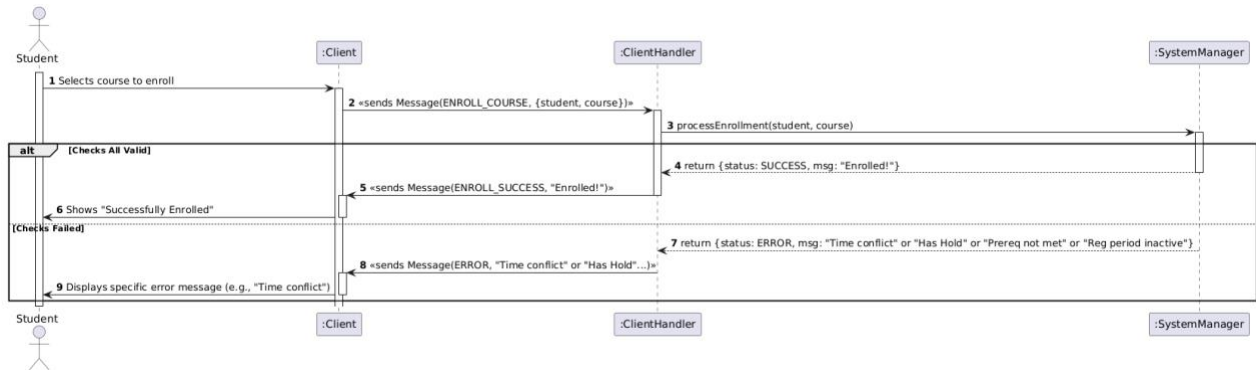 Student
:Client
:ClientHandler
:SystemManager
1 Selects course to enroll
2 «sends Message(ENROLL_COURSE, {student, course})»
3 processEnrollment(student, course)
alt [Checks All Valid]
4 return {status: SUCCESS, msg: "Enrolled!"}
5 «sends Message(ENROLL_SUCCESS, "Enrolled!")»
6 Shows "Successfully Enrolled"
[Checks Failed]
7 return {status: ERROR, msg: "Time conflict" or "Has Hold" or "Prereq not met" or "Reg period inactive"}
8 «sends Message(ERROR, "Time conflict" or "Has Hold"...)»
9 Displays specific error message (e.g., "Time conflict")
Student
:Client
:ClientHandler
:SystemManager